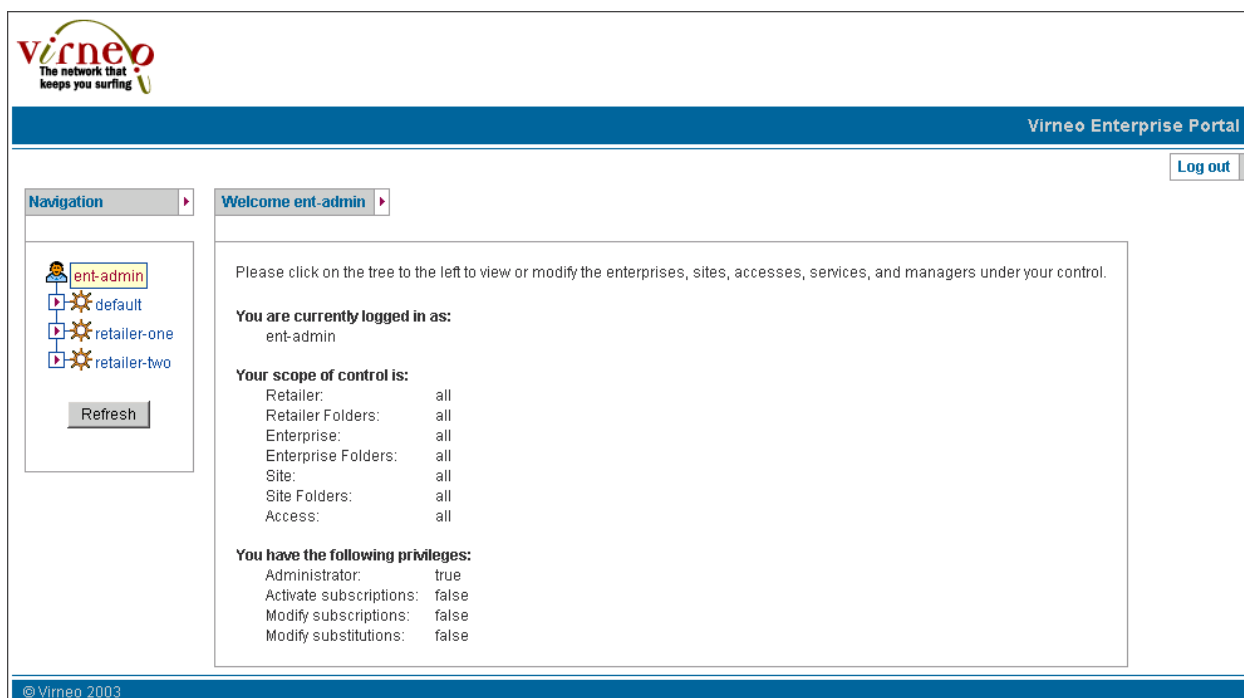 Virneo
The network that
keeps you surfing
Virneo Enterprise Portal
Log out
Navigation
Welcome ent-admin
ent-admin
default
retailer-one
retailer-two
Refresh
Please click on the tree to the left to view or modify the enterprises, sites, accesses, services, and managers under your control.
You are currently logged in as:
ent-admin
Your scope of control is:
Retailer: all
Retailer Folders: all
Enterprise: all
Enterprise Folders: all
Site: all
Site Folders: all
Access: all
You have the following privileges:
Administrator: true
Activate subscriptions: false
Modify subscriptions: false
Modify substitutions: false
© Virneo 2003